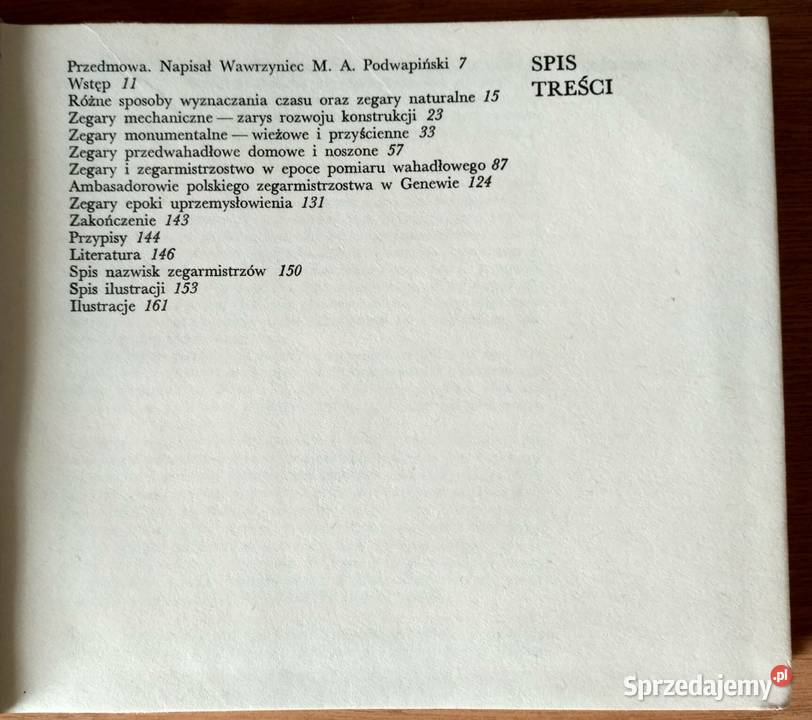 SPIS
TREŚCI
Przedmowa. Napisał Wawrzyniec M. A. Podwapiński 7
Wstęp 11
Różne sposoby wyznaczania czasu oraz zegary naturalne 15
Zegary mechaniczne — zarys rozwoju konstrukcji 23
Zegary monumentalne — wieżowe i przyścienne 33
Zegary przedwahadłowe domowe i noszone 57
Zegary i zegarmistrzostwo w epoce pomiaru wahadłowego 87
Ambasadorowie polskiego zegarmistrzostwa w Genewie 124
Zegary epoki uprzemysłowienia 131
Zakończenie 143
Przypisy 144
Literatura 146
Spis nazwisk zegarmistrzów 150
Spis ilustracji 153
Ilustracje 161
Sprzedajemy.pl